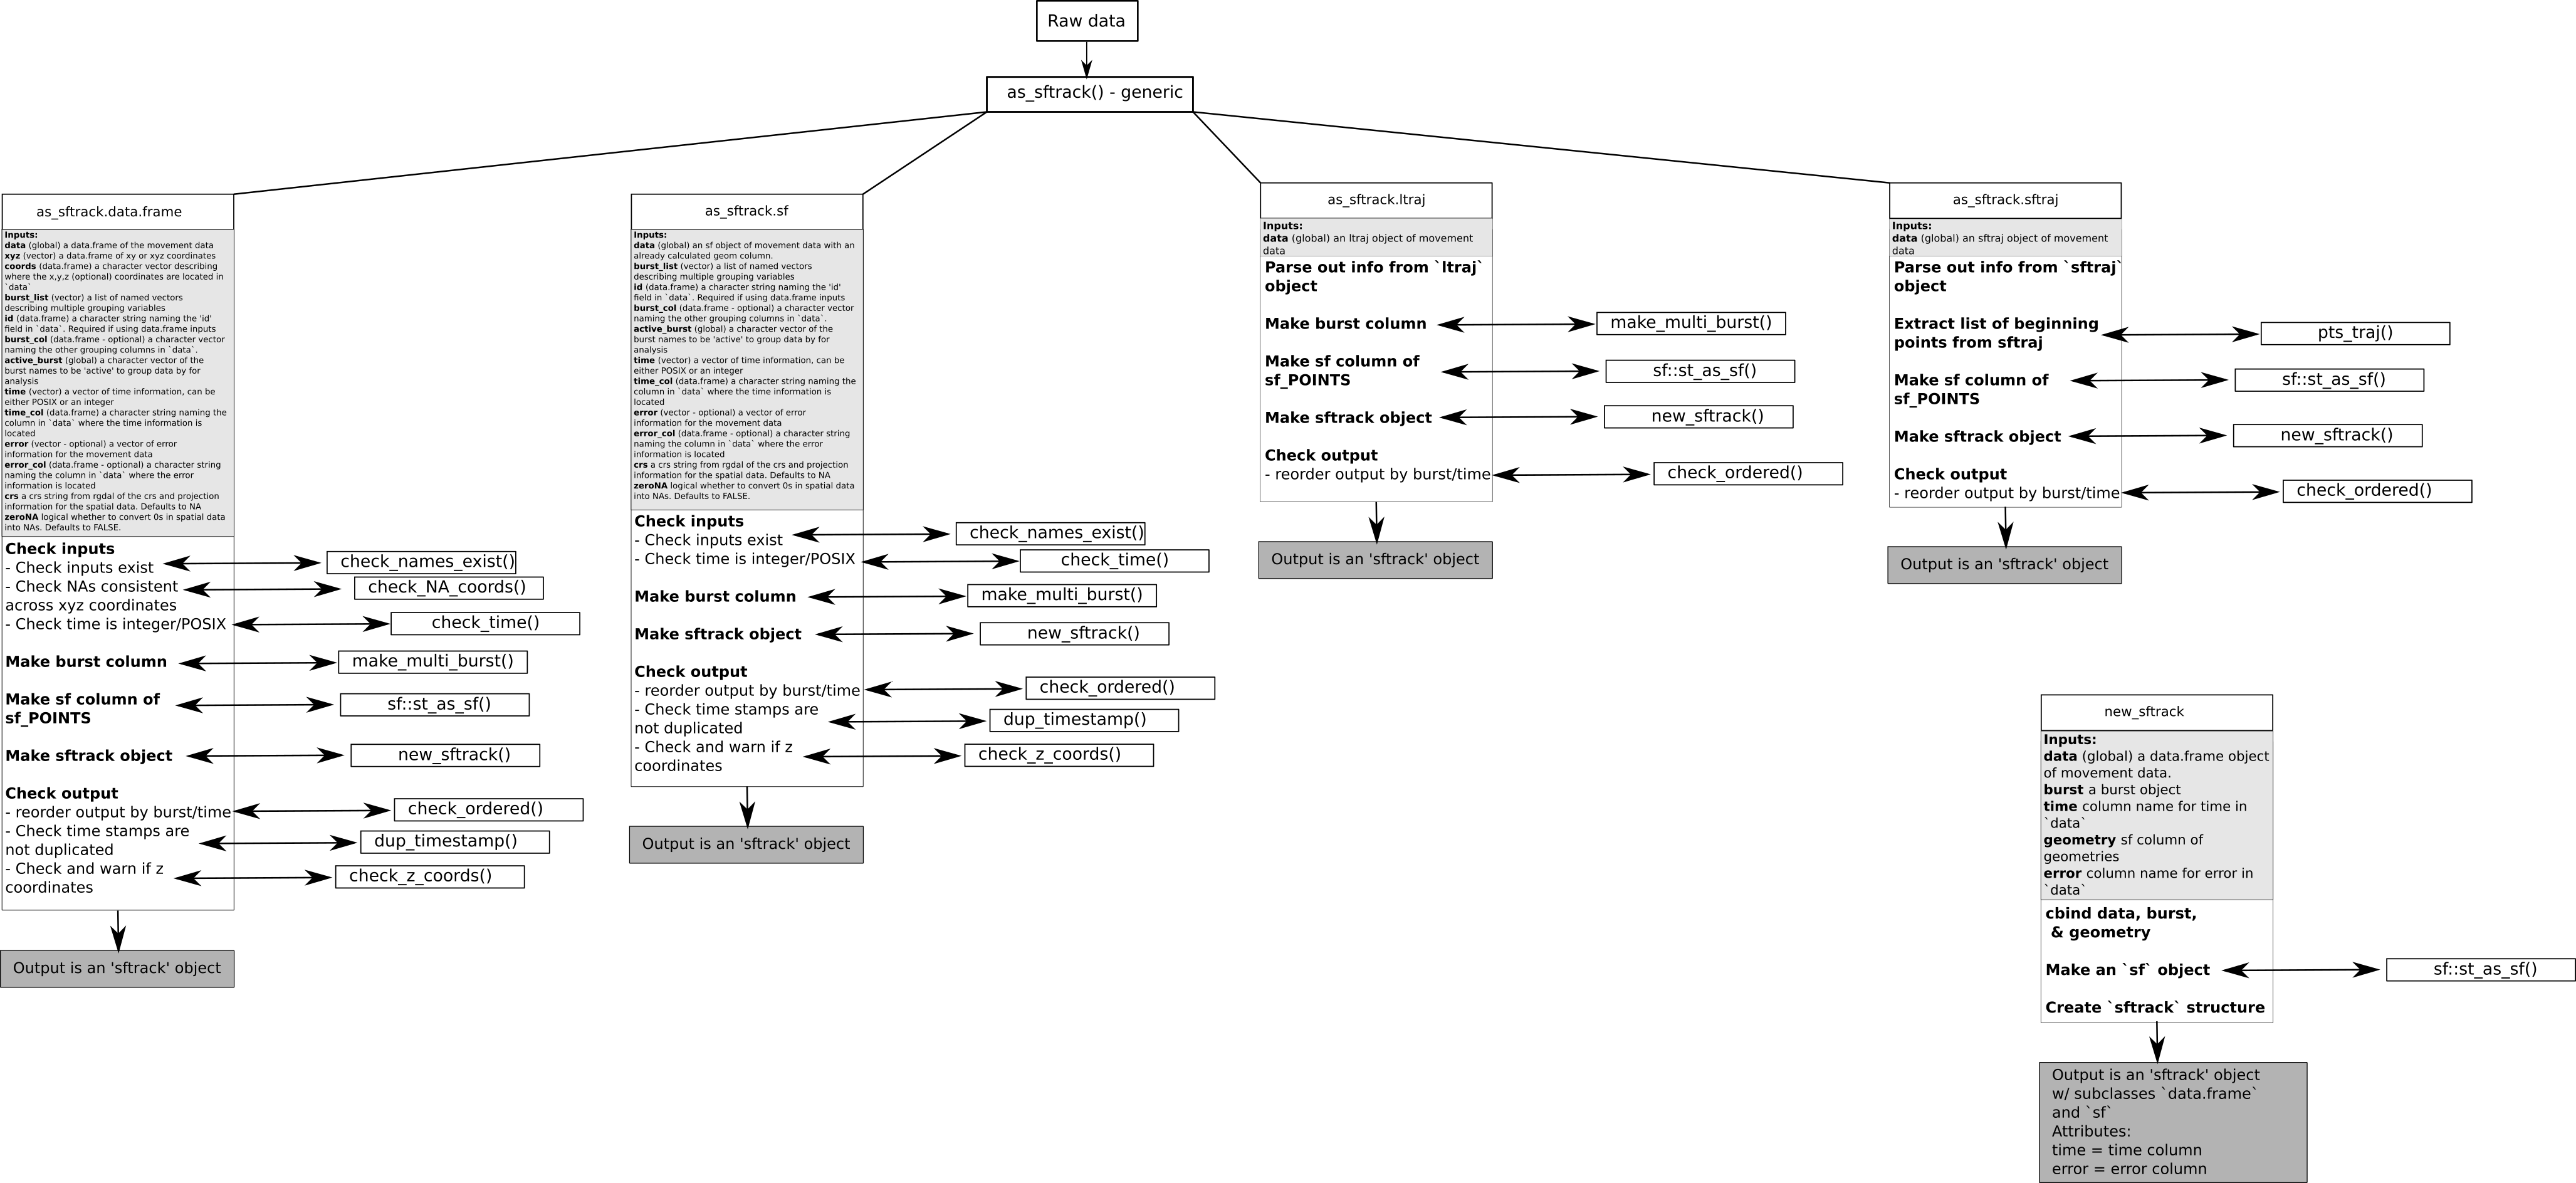 Raw data
as_sftrack() - generic
as_sftrack.data.frame
Inputs:
data (global) a data.frame of the movement data
xyz (vector) a data.frame of xy or xyz coordinates
coords (data.frame) a character vector describing
where the x,y,z (optional) coordinates are located in
`data`
burst_list (vector) a list of named vectors
describing multiple grouping variables
id (data.frame) a character string naming the 'id'
field in `data`. Required if using data.frame inputs
burst_col (data.frame - optional) a character vector
naming the other grouping columns in `data`.
active_burst (global) a character vector of the
burst names to be 'active' to group data by for
analysis
time (vector) a vector of time information, can be
either POSIX or an integer
time_col (data.frame) a character string naming the
column in `data` where the time information is
located
error (vector - optional) a vector of error
information for the movement data
error_col (data.frame - optional) a character string
naming the column in `data` where the error
information is located
crs a crs string from rgdal of the crs and projection
information for the spatial data. Defaults to NA
zeroNA logical whether to convert 0s in spatial data
into NAs. Defaults to FALSE.
Check inputs
- Check inputs exist
check_names_exist()
- Check NAs consistent
across xyz coordinates
check_NA_coords()
- Check time is integer/POSIX
check_time()
Make burst column
make_multi_burst()
Make sf column of
sf_POINTS
sf::st_as_sf()
Make sftrack object
new_sftrack()
Check output
- reorder output by burst/time
check_ordered()
- Check time stamps are
not duplicated
dup_timestamp()
- Check and warn if z
coordinates
check_z_coords()
Output is an 'sftrack' object
as_sftrack.sf
Inputs:
data (global) an sf object of movement data with an
already calculated geom column.
burst_list (vector) a list of named vectors
describing multiple grouping variables
id (data.frame) a character string naming the 'id'
field in `data`. Required if using data.frame inputs
burst_col (data.frame - optional) a character vector
naming the other grouping columns in `data`.
active_burst (global) a character vector of the
burst names to be 'active' to group data by for
analysis
time (vector) a vector of time information, can be
either POSIX or an integer
time_col (data.frame) a character string naming the
column in `data` where the time information is
located
error (vector - optional) a vector of error
information for the movement data
error_col (data.frame - optional) a character string
naming the column in `data` where the error
information is located
crs a crs string from rgdal of the crs and projection
information for the spatial data. Defaults to NA
zeroNA logical whether to convert 0s in spatial data
into NAs. Defaults to FALSE.
Check inputs
- Check inputs exist
check_names_exist()
- Check time is integer/POSIX
check_time()
Make burst column
make_multi_burst()
Make sftrack object
new_sftrack()
Check output
- reorder output by burst/time
check_ordered()
- Check time stamps are
not duplicated
dup_timestamp()
- Check and warn if z
coordinates
check_z_coords()
Output is an 'sftrack' object
as_sftrack.ltraj
Inputs:
data (global) an ltraj object of movement
data
Parse out info from `ltraj`
object
Make burst column
make_multi_burst()
Make sf column of
sf_POINTS
sf::st_as_sf()
Make sftrack object
new_sftrack()
Check output
- reorder output by burst/time
check_ordered()
Output is an 'sftrack' object
as_sftrack.sftraj
Inputs:
data (global) an sftraj object of movement
data
Parse out info from `sftraj`
object
Extract list of beginning
points from sftraj
pts_traj()
Make sf column of
sf_POINTS
sf::st_as_sf()
Make sftrack object
new_sftrack()
Check output
- reorder output by burst/time
check_ordered()
Output is an 'sftrack' object
new_sftrack
Inputs:
data (global) a data.frame object
of movement data.
burst a burst object
time column name for time in
`data`
geometry sf column of
geometries
error column name for error in
`data`
cbind data, burst,
& geometry
Make an `sf` object
sf::st_as_sf()
Create `sftrack` structure
Output is an 'sftrack' object
w/ subclasses `data.frame`
and `sf`
Attributes:
time = time column
error = error column